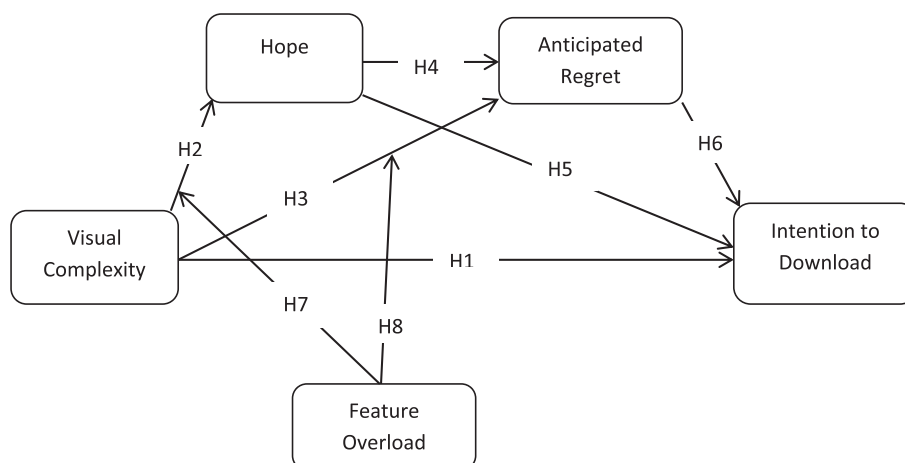 Hope
Anticipated
Regret
H4
H2
H6
H5
H3
Visual
Complexity
Intention to
Download
H1
H7
H8
Feature
Overload